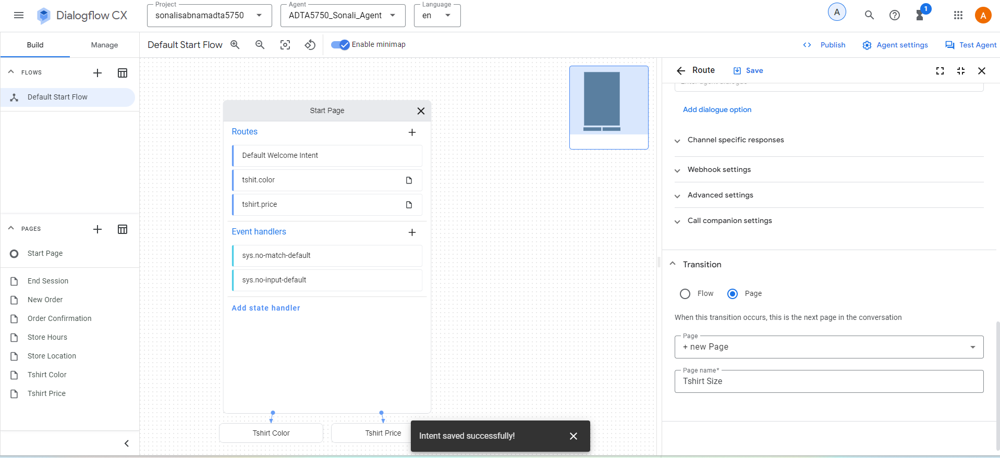 Dialogflow CX
Project
sonalisabnamadta5750
Agent
ADTA5750_Sonali_Agent
Language
en
A
1
A
Build
Manage
Default Start Flow
Enable minimap
Publish
Agent settings
Test Agent
FLOWS
Default Start Flow
PAGES
Start Page
End Session
New Order
Order Confirmation
Store Hours
Store Location
Tshirt Color
Tshirt Price
Start Page
Routes
Default Welcome Intent
tshit.color
tshirt.price
Event handlers
sys.no-match-default
sys.no-input-default
Add state handler
Tshirt Color
Tshirt Price
Intent saved successfully!
Route
Save
Enter agent dialogue
Add dialogue option
Channel specific responses
Webhook settings
Advanced settings
Call companion settings
Transition
Flow
Page
When this transition occurs, this is the next page in the conversation
Page
+ new Page
Page name*
Tshirt Size